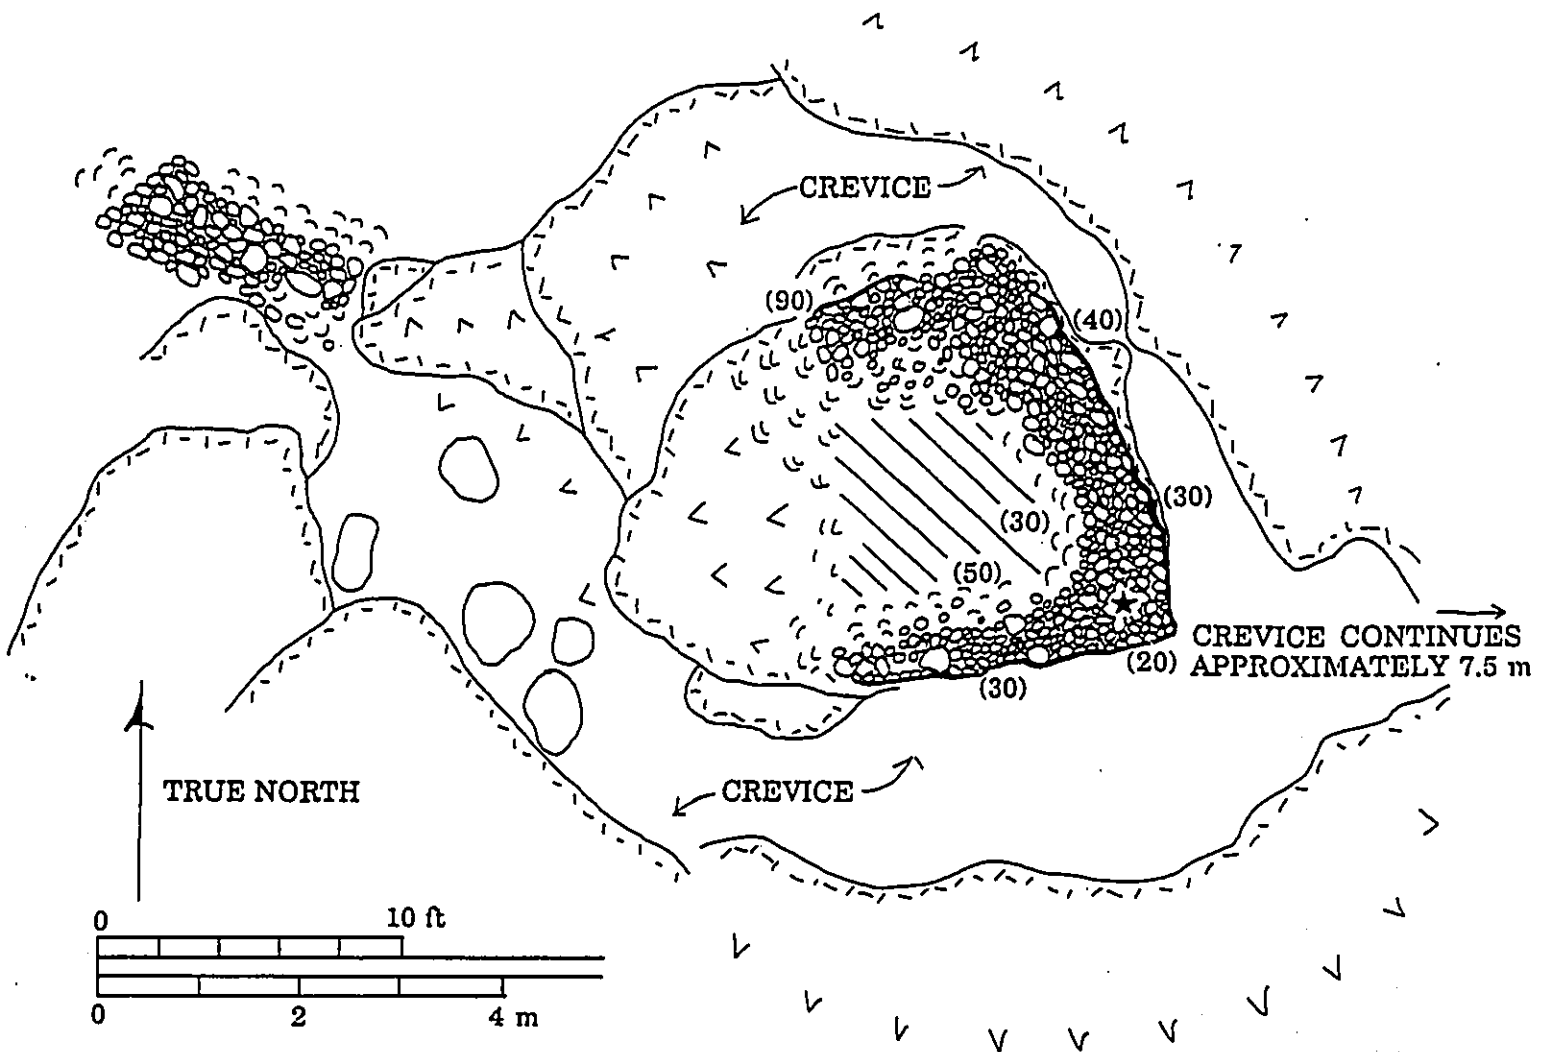 CREVICE
(90)
(40)
(30)
(30)
(50)
CREVICE CONTINUES
APPROXIMATELY 7.5 m
(20)
(30)
CREVICE
TRUE NORTH
0 10 ft
0 2 4 m